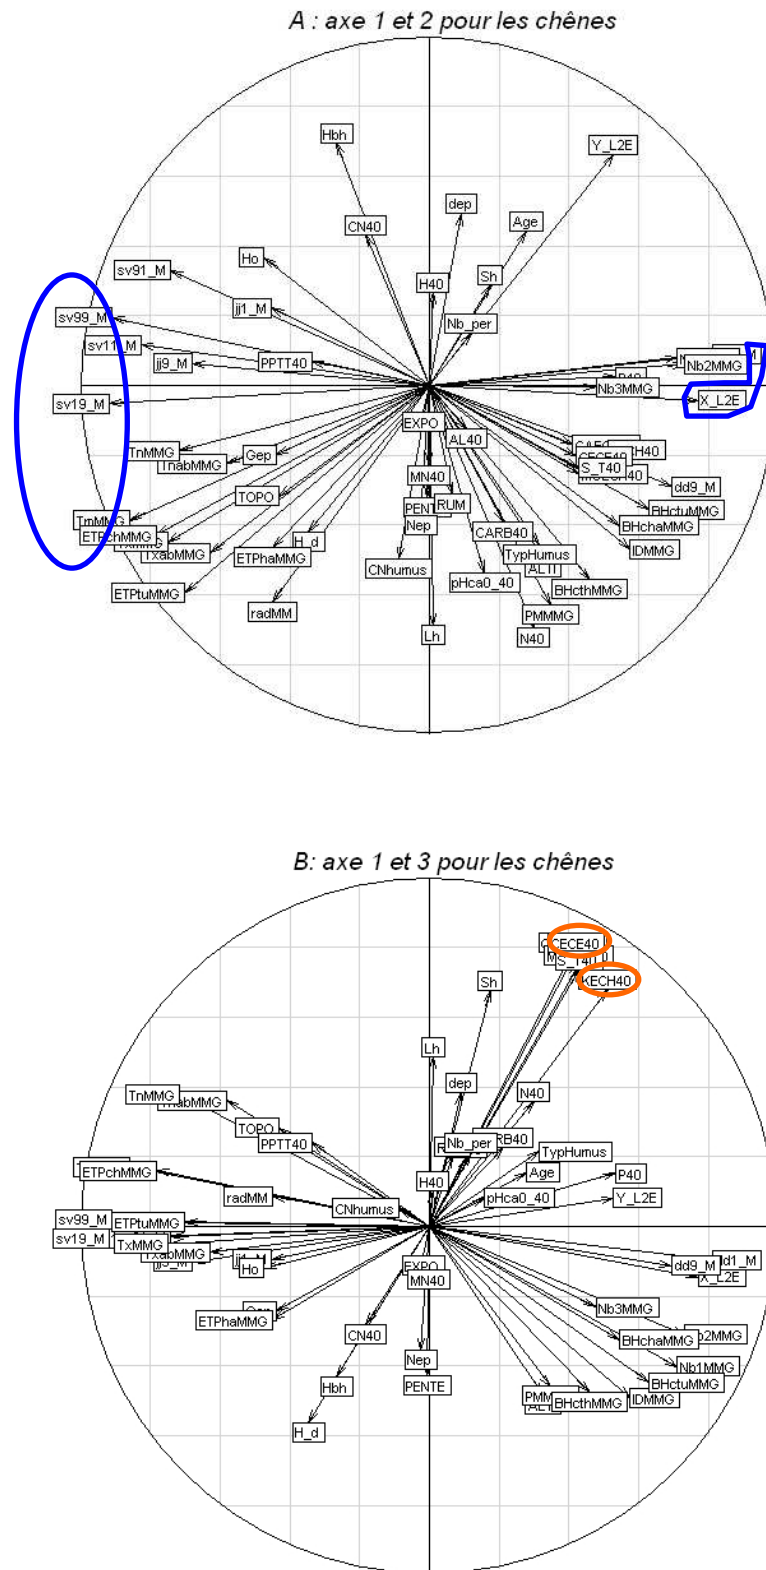 A : axe 1 et 2 pour les chênes
Hbh
Y_L2E
dep
CN40
Age
Ho
sv91_M
Sh
H40
jj1_M
sv99_M
Nb_per
sv11_M
jj9_M
PPTT40
Nb2MMG
Nb3MMG
sv19_M
X_L2E
EXPO
AL40
TnMMG
Gep
TnabMMG
S_T40
MN40
dd9_M
TOPO
PENTE
RUM
BHctuMMG
TmMMG
Nep
BHchaMMG
ETPchMMG
CARB40
H_d
TxabMMG
ETPhaMMG
TypHumus
IDMMG
CNhumus
pHca0_40
ETPtuMMG
BHcthMMG
radMM
PMMMG
Lh
N40
B: axe 1 et 3 pour les chênes
CECE40
S_T40
Sh
KECH40
Lh
dep
TnMMG
N40
TOPO
PPTT40
Nb_per
TypHumus
ETPchMMG
H40
Age
P40
radMM
CNhumus
pHca0_40
Y_L2E
sv99_M
ETPtuMMG
sv19_M
TxMMG
TxabMMG
Ho
EXPO
dd9_M
X_L2E
MN40
Nb3MMG
ETPhaMMG
CN40
BHchaMMG
Nep
Nb1MMG
Hbh
PENTE
BHctuMMG
BHcthMMG
IDMMG
H_d